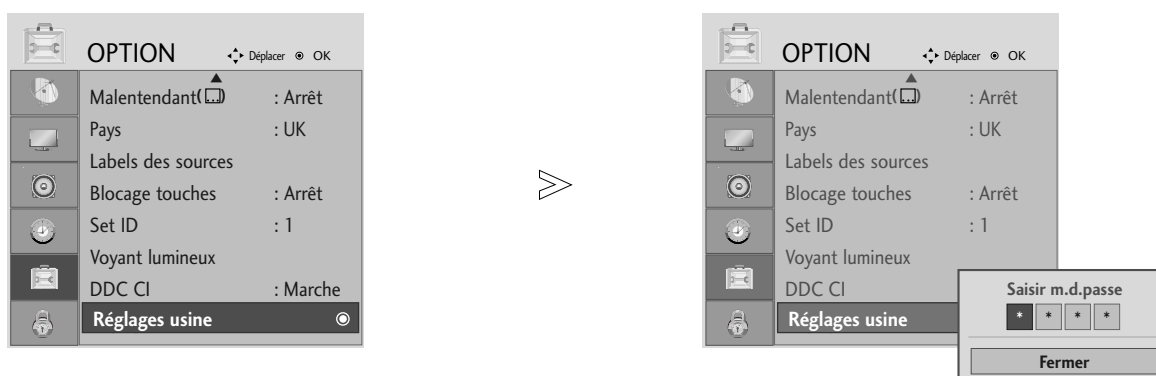 OPTION Déplacer OK
Malentendant(...) : Arrêt
Pays : UK
Labels des sources
Blocage touches : Arrêt
Set ID : 1
Voyant lumineux
DDC CI : Marche
Réglages usine
OPTION Déplacer OK
Malentendant(...) : Arrêt
Pays : UK
Labels des sources
Blocage touches : Arrêt
Set ID : 1
Voyant lumineux
DDC CI
Réglages usine
Saisir m.d.passe
* * * *
Fermer